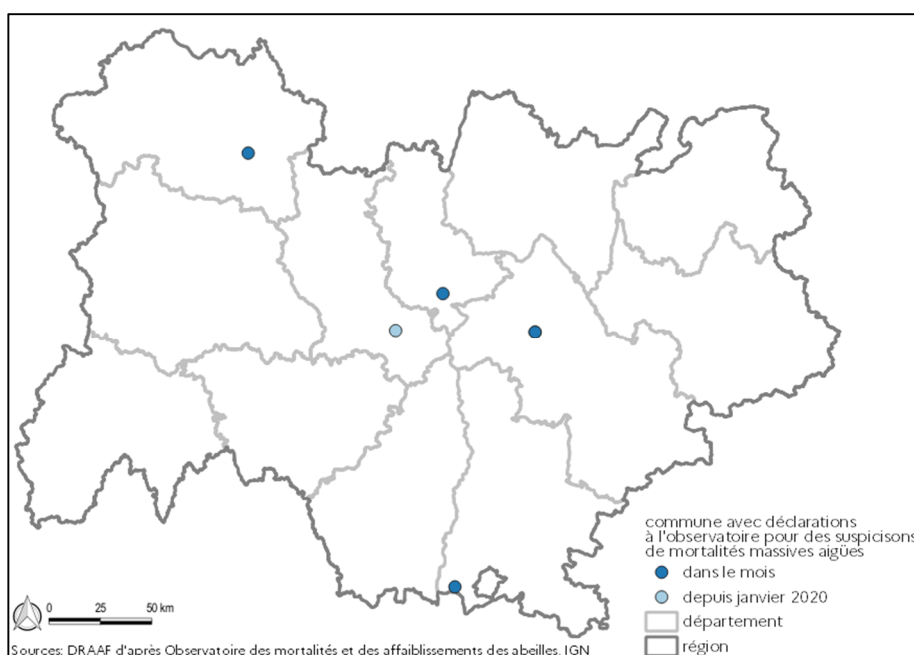 commune avec déclarations
à l'observatoire pour des suspicisons
de mortalités massives aigües
dans le mois
depuis janvier 2020
département
région
0 25 50 km
Sources: DRAAF d'après Observatoire des mortalités et des affaiblissements des abeilles, IGN